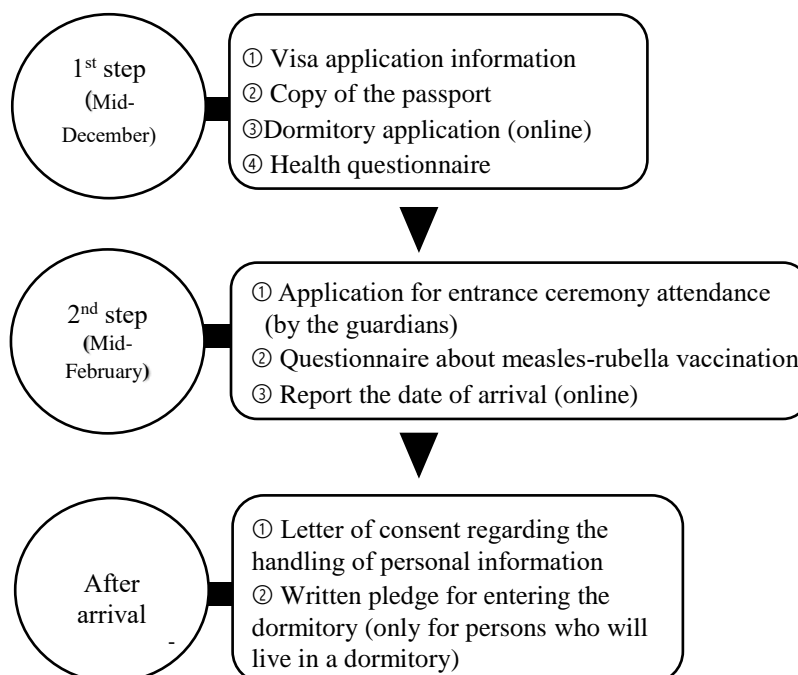 1st step
(Mid-
December)
① Visa application information
② Copy of the passport
③Dormitory application (online)
④ Health questionnaire
2nd step
(Mid-
February)
① Application for entrance ceremony attendance
(by the guardians)
② Questionnaire about measles-rubella vaccination
③ Report the date of arrival (online)
After
arrival
-
① Letter of consent regarding the
handling of personal information
② Written pledge for entering the
dormitory (only for persons who will
live in a dormitory)